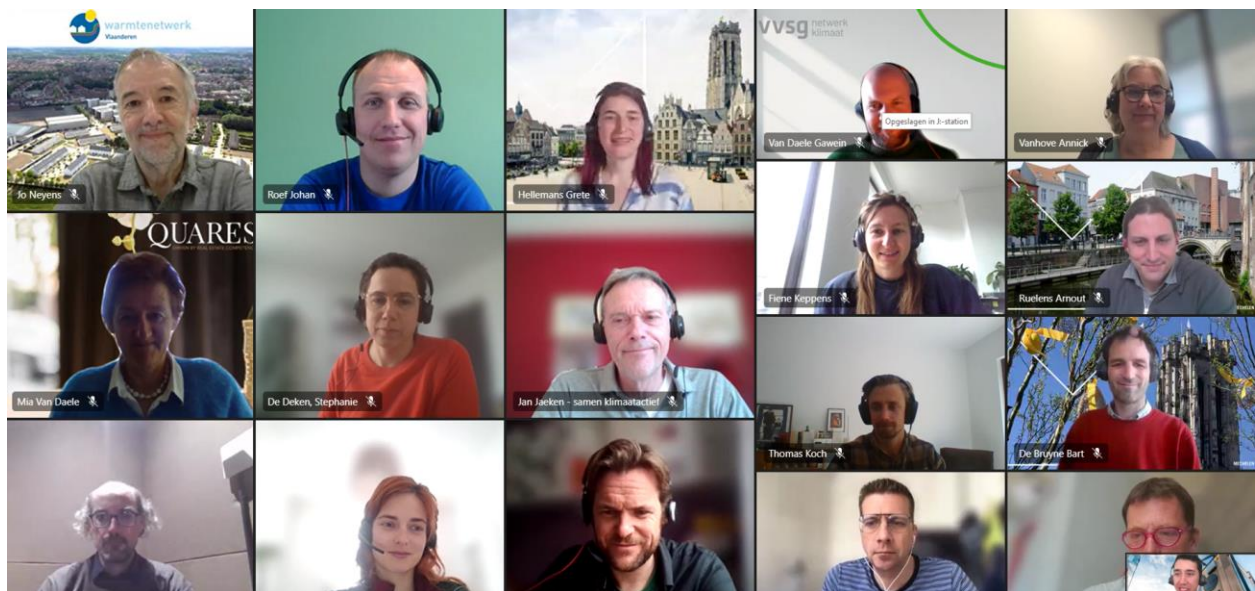 warmtenetwerk
Vlaanderen
Jo Neyens
Roef Johan
Hellemans Grete
vvsg netwerk
klimaat
Opgeslagen in J:-station
Van Daele Gawein
Vanhove Annick
QUARES
Mia Van Daele
De Deken, Stephanie
Jan Jaeken - samen klimaatactief
Fiene Keppens
Ruelens Arnout
Thomas Koch
De Bruyne Bart